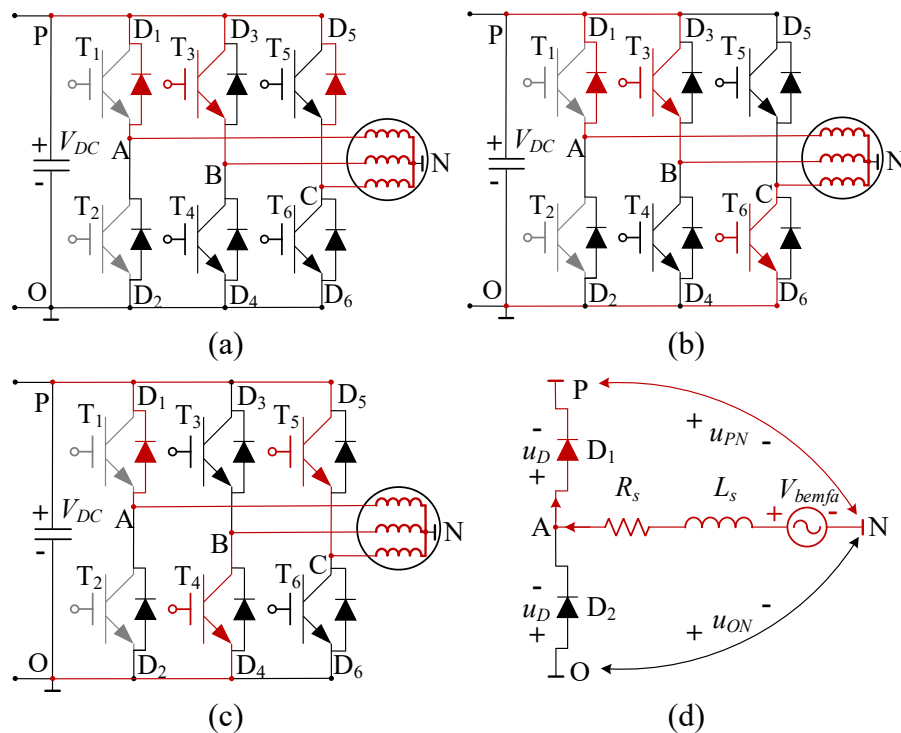 P D1 D3 D5
T1 T3 T5
+ VDC A B C N
-
T2 T4 T6
O D2 D4 D6
(a)
P D1 D3 D5
T1 T3 T5
+ VDC A B C N
-
T2 T4 T6
O D2 D4 D6
(b)
P D1 D3 D5
T1 T3 T5
+ VDC A B C N
-
T2 T4 T6
O D2 D4 D6
(c)
P
+ uPN -
- uD + D1
Rs Ls Vbemfa
A + - N
- uD + D2
+ uON -
O
(d)